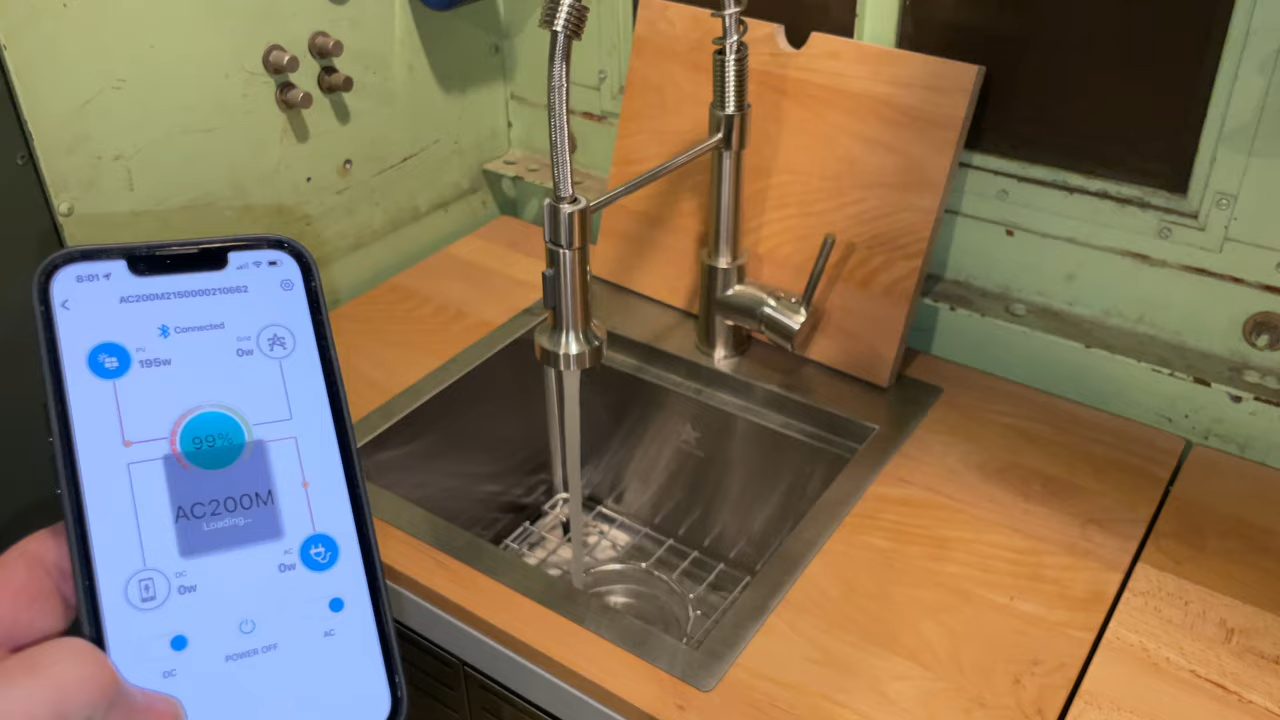 8:01
AC200M2150000210662
Connected
PV
195w
Grid
0w
99%
AC200M
Loading...
DC
0w
AC
0w
DC
POWER OFF
AC